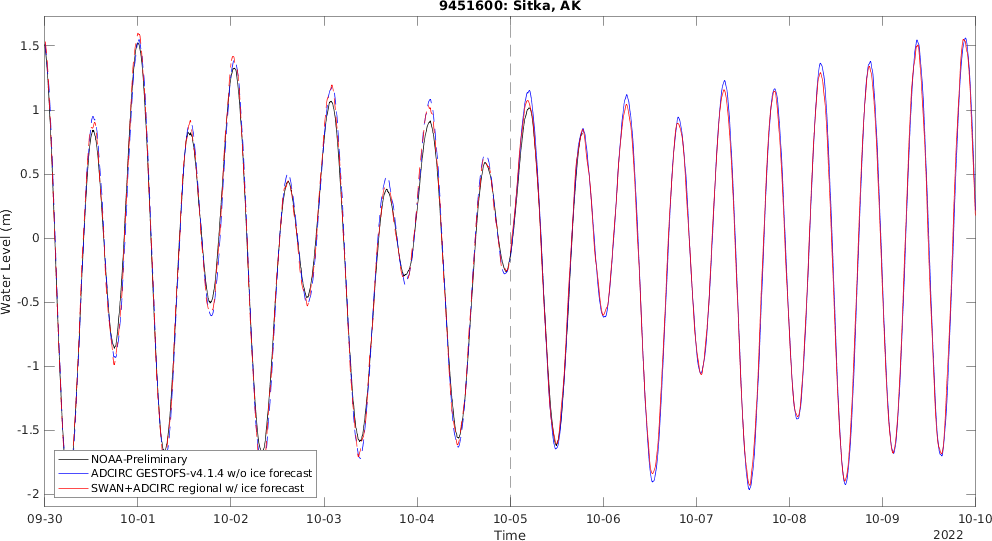 9451600: Sitka, AK
Water Level (m)
1.5
1
0.5
0
-0.5
-1
-1.5
-2
NOAA-Preliminary
ADCIRC GESTOFS-v4.1.4 w/o ice forecast
SWAN+ADCIRC regional w/ ice forecast
09-30 10-01 10-02 10-03 10-04 10-05 10-06 10-07 10-08 10-09 10-10
Time
2022